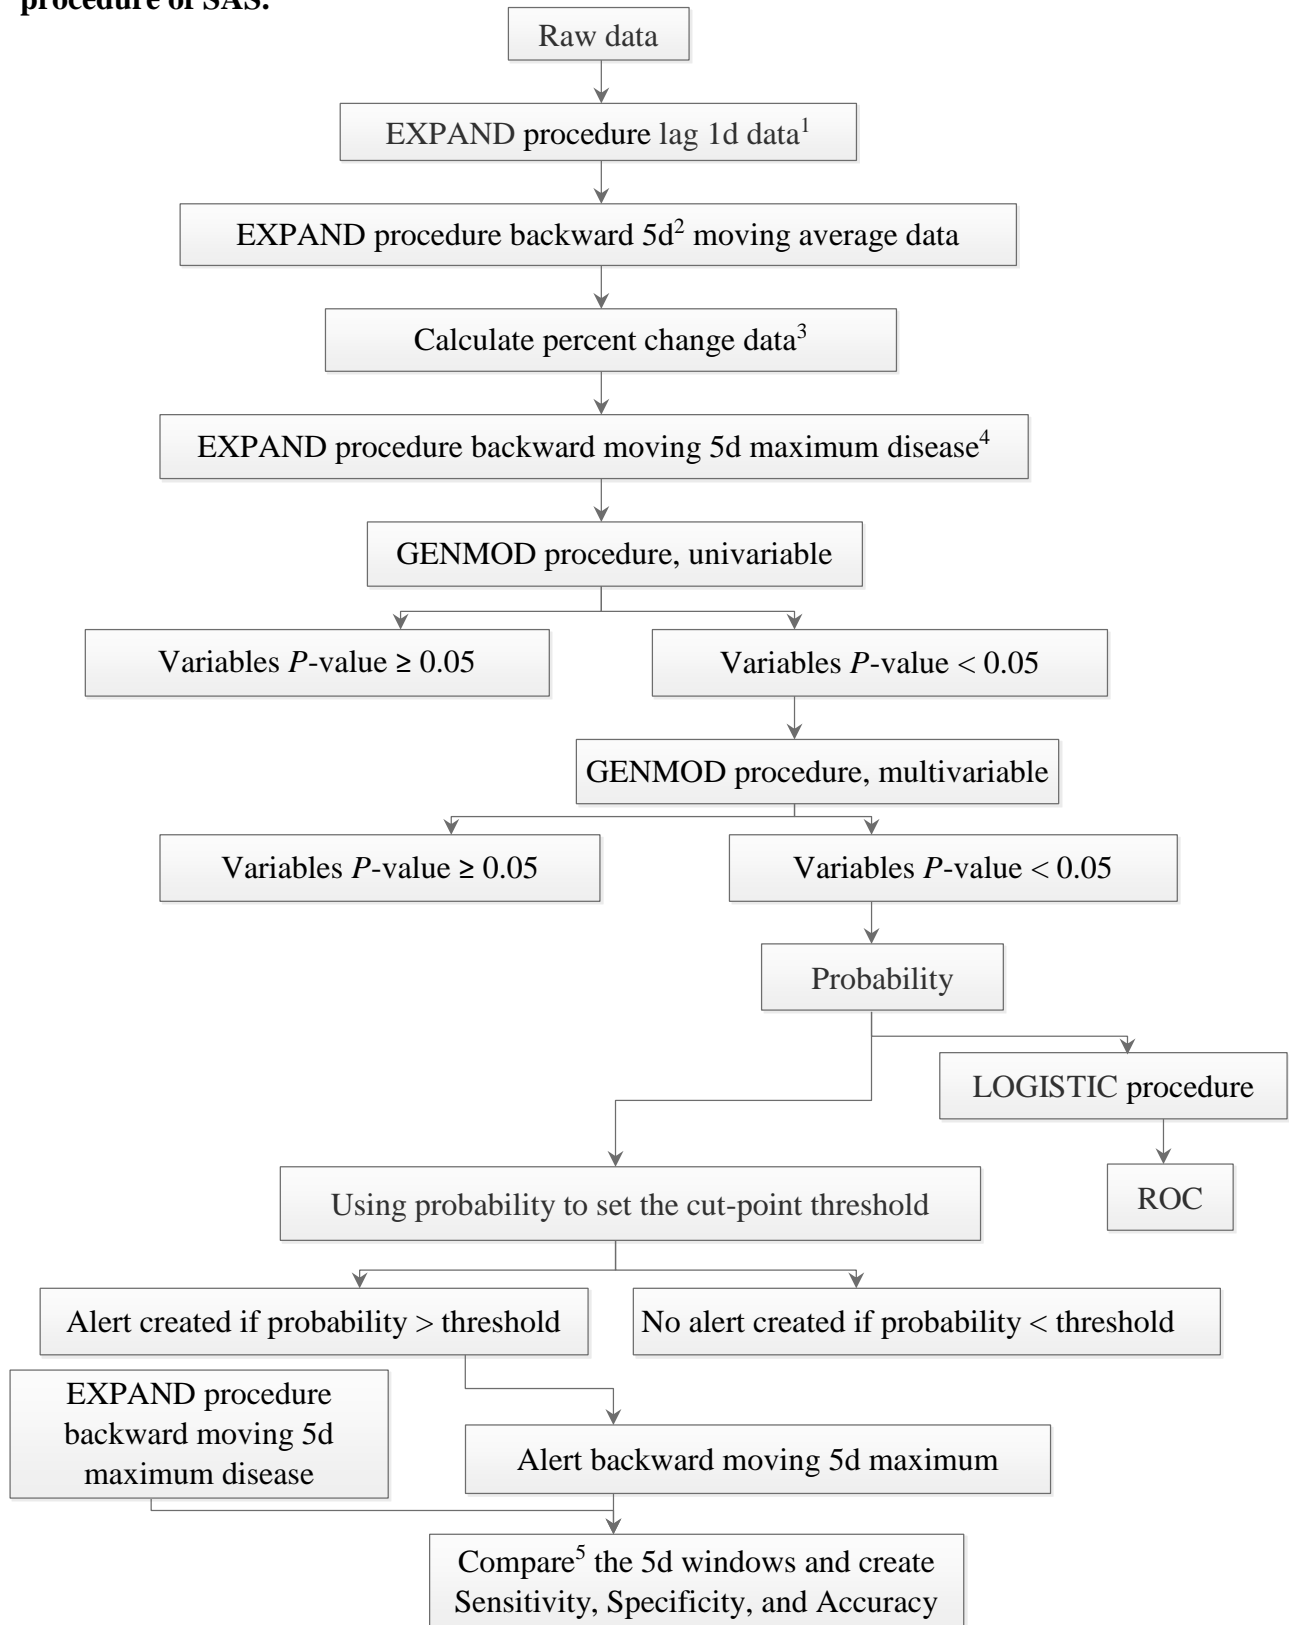 procedure of SAS.
Raw data
EXPAND procedure lag 1d data¹
EXPAND procedure backward 5d² moving average data
Calculate percent change data³
EXPAND procedure backward moving 5d maximum disease⁴
GENMOD procedure, univariable
Variables P-value ≥ 0.05
Variables P-value < 0.05
GENMOD procedure, multivariable
Variables P-value ≥ 0.05
Variables P-value < 0.05
Probability
LOGISTIC procedure
ROC
Using probability to set the cut-point threshold
Alert created if probability > threshold
No alert created if probability < threshold
EXPAND procedure
backward moving 5d
maximum disease
Alert backward moving 5d maximum
Compare⁵ the 5d windows and create
Sensitivity, Specificity, and Accuracy